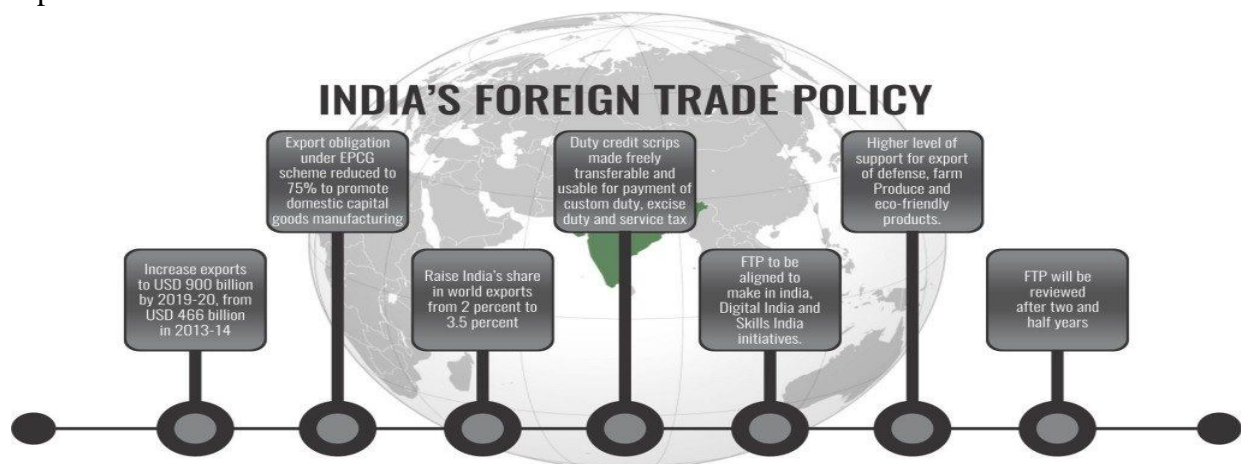 INDIA'S FOREIGN TRADE POLICY
Increase exports
to USD 900 billion
by 2019-20, from
USD 466 billion
in 2013-14
Export obligation
under EPCG
scheme reduced to
75% to promote
domestic capital
goods manufacturing
Raise India's share
in world exports
from 2 percent to
3.5 percent
Duty credit scrips
made freely
transferable and
usable for payment of
custom duty, excise
duty and service tax
FTP to be
aligned to
make in india,
Digital India and
Skills India
initiatives.
Higher level of
support for export
of defense, farm
Produce and
eco-friendly
products.
FTP will be
reviewed
after two and
half years